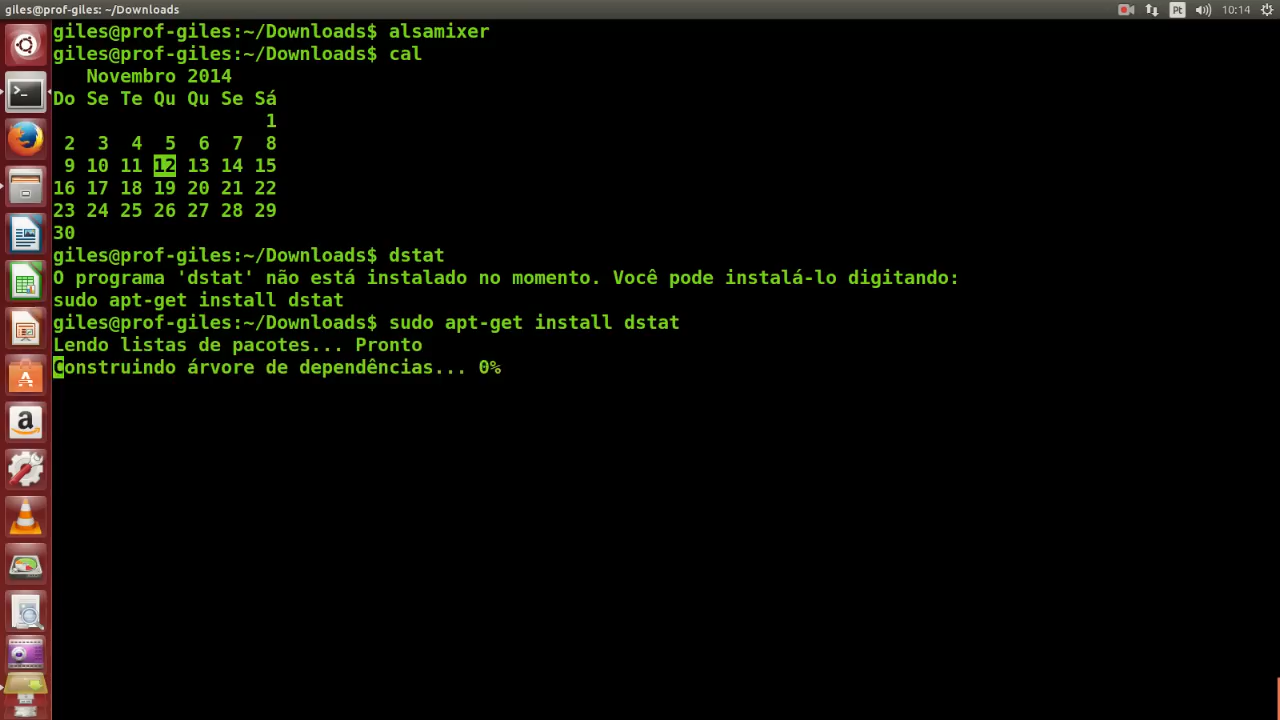 giles@prof-giles: ~/Downloads
Pt
10:14
giles@prof-giles:~/Downloads$ alsamixer
giles@prof-giles:~/Downloads$ cal
Novembro 2014
Do Se Te Qu Qu Se Sá
1
2 3 4 5 6 7 8
9 10 11 12 13 14 15
16 17 18 19 20 21 22
23 24 25 26 27 28 29
30
giles@prof-giles:~/Downloads$ dstat
O programa 'dstat' não está instalado no momento. Você pode instalá-lo digitando:
sudo apt-get install dstat
giles@prof-giles:~/Downloads$ sudo apt-get install dstat
Lendo listas de pacotes... Pronto
Construindo árvore de dependências... 0%